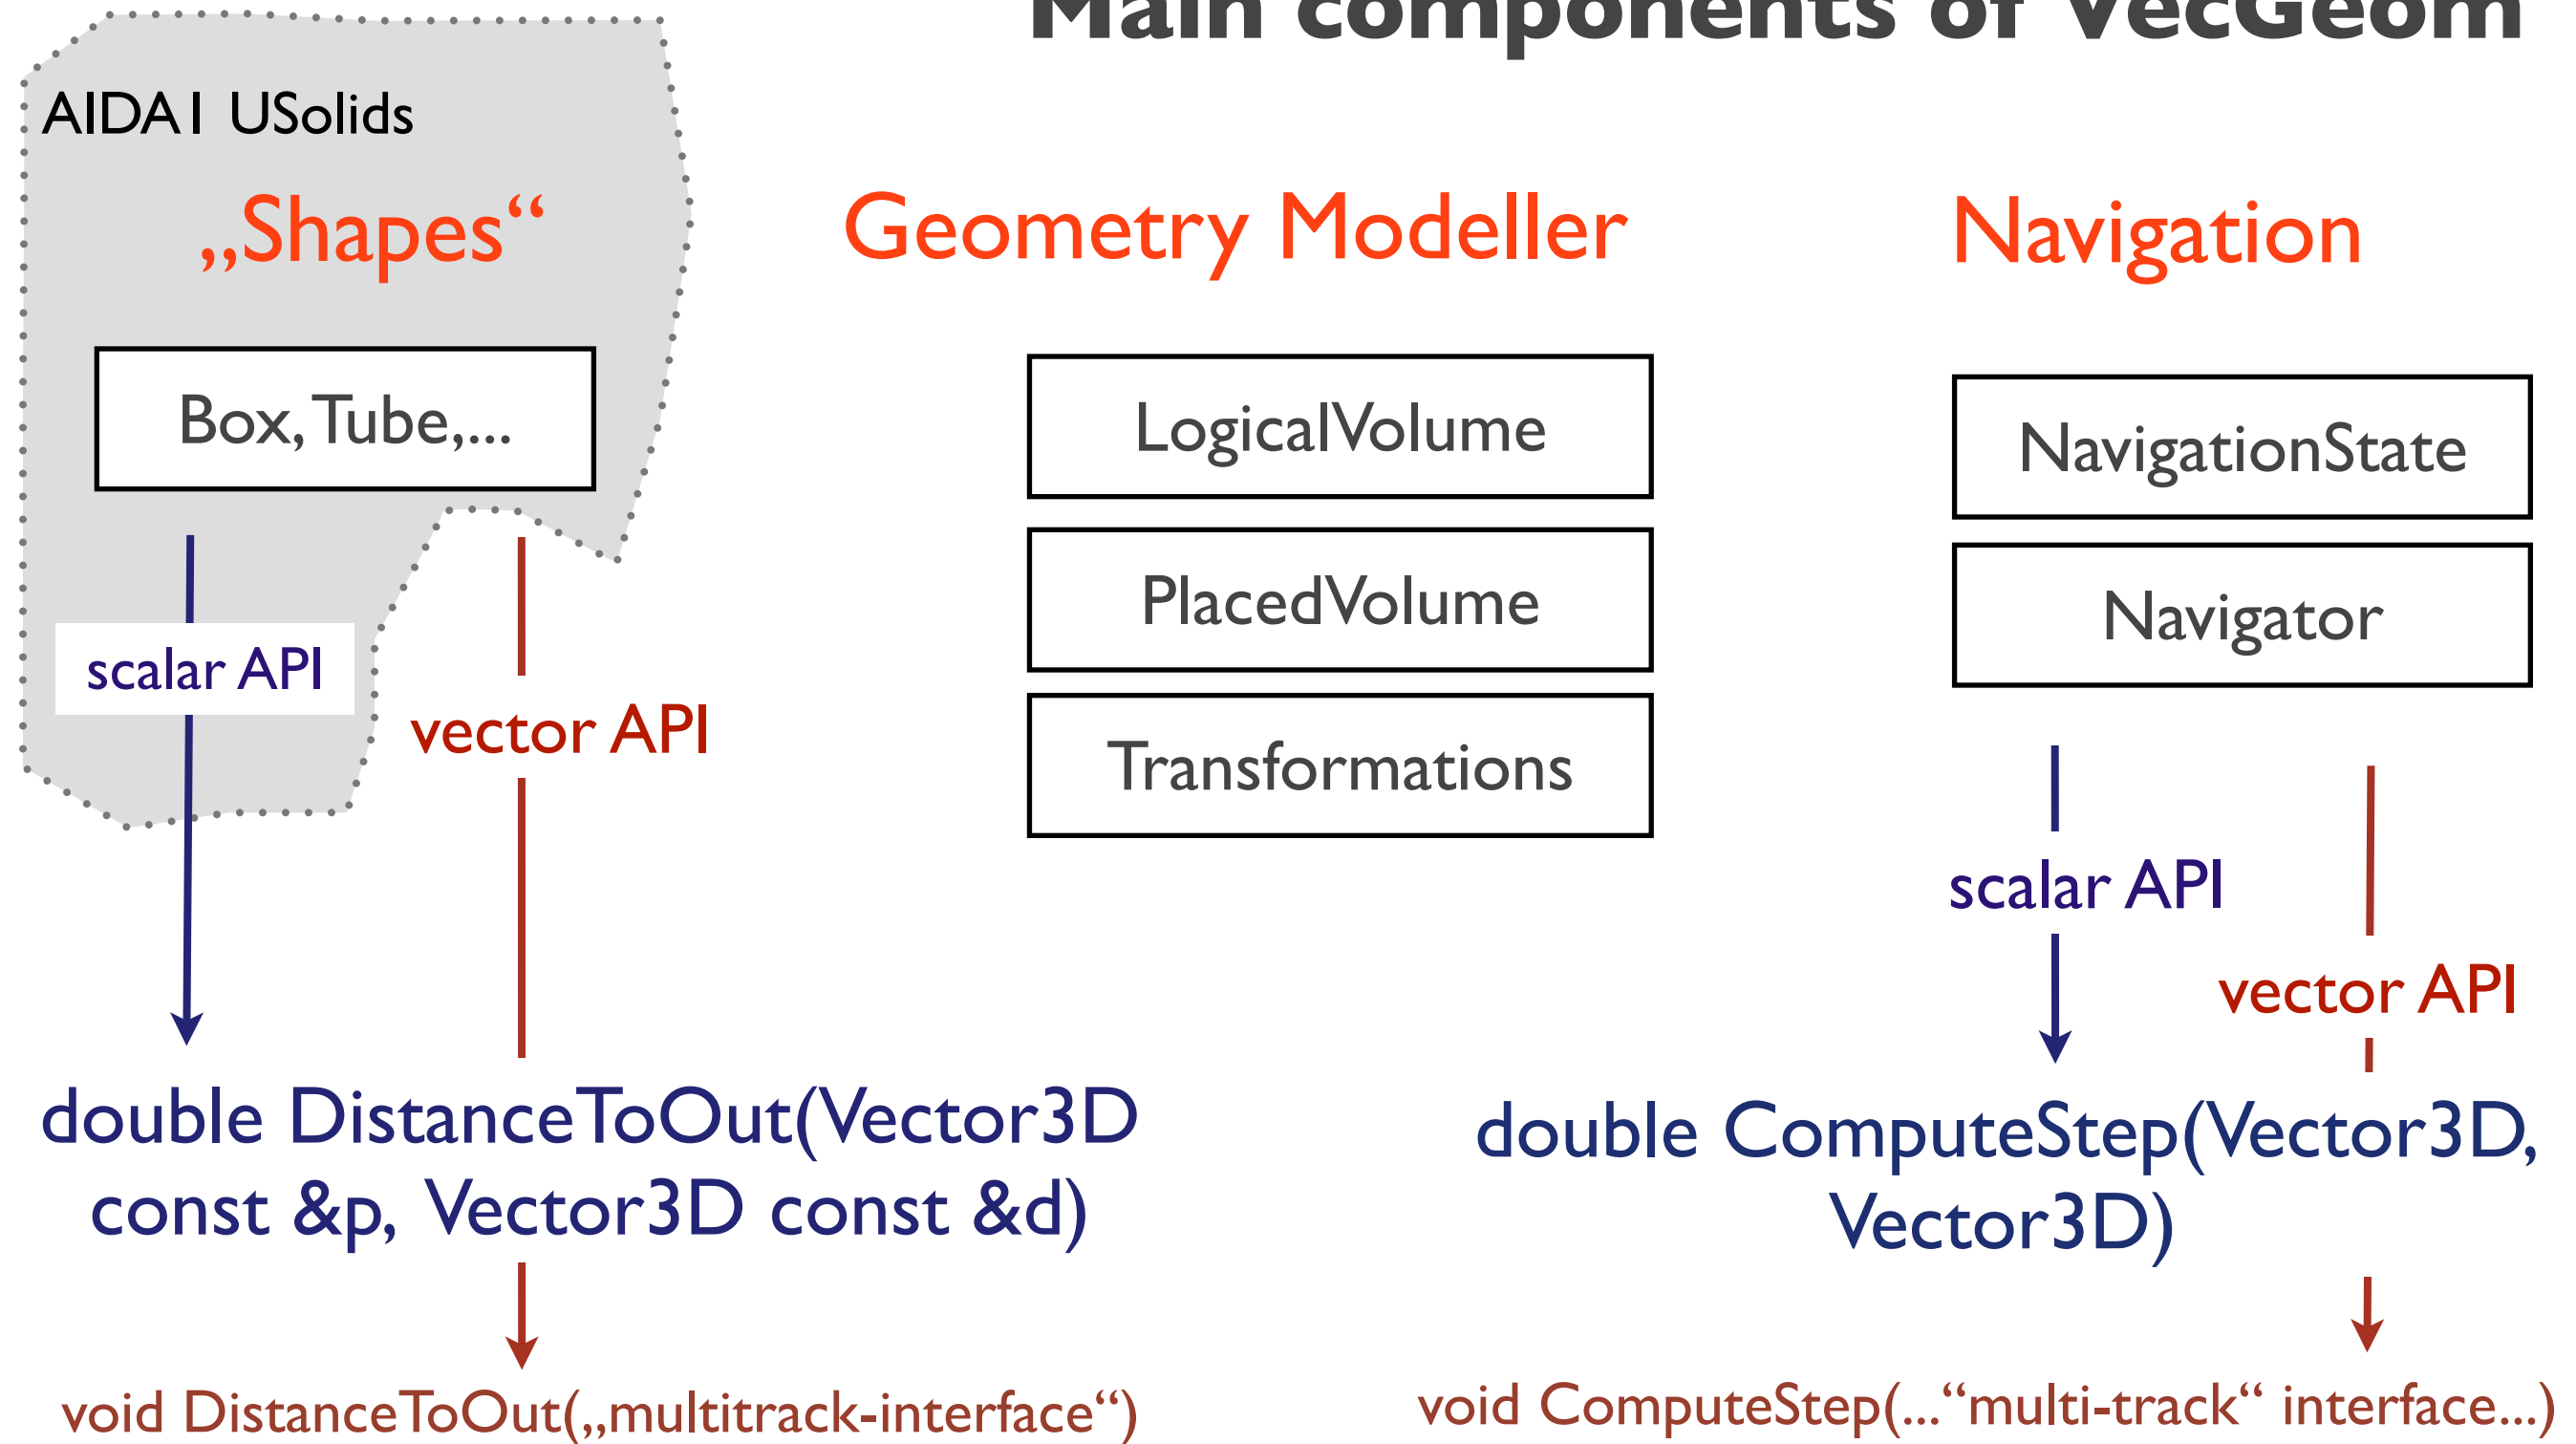 Main components of VecGeom
AIDA1 USolids
„Shapes“
Box, Tube,...
scalar API
vector API
double DistanceToOut(Vector3D
const &p, Vector3D const &d)
void DistanceToOut(„multitrack-interface“)
Geometry Modeller
LogicalVolume
PlacedVolume
Transformations
Navigation
NavigationState
Navigator
scalar API
vector API
double ComputeStep(Vector3D,
Vector3D)
void ComputeStep(...“multi-track“ interface...)